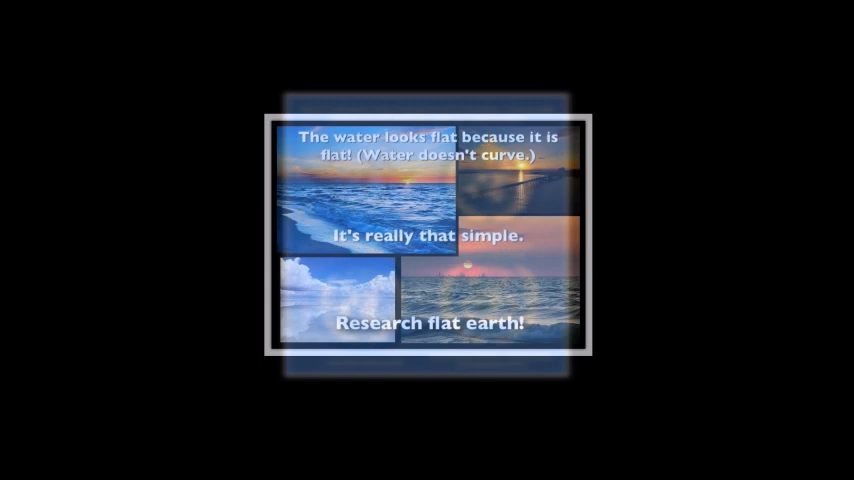 The water looks flat because it is
flat! (Water doesn't curve.)
It's really that simple.
Research flat earth!